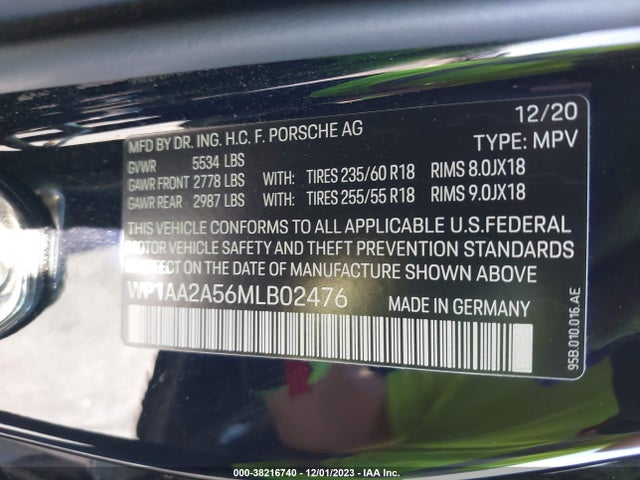 MFD BY DR. ING. H.C. F. PORSCHE AG 12/20
GVWR 5534 LBS TYPE: MPV
GAWR FRONT 2778 LBS WITH: TIRES 235/60 R18 RIMS 8.0JX18
GAWR REAR 2987 LBS WITH: TIRES 255/55 R18 RIMS 9.0JX18
THIS VEHICLE CONFORMS TO ALL APPLICABLE U.S.FEDERAL
MOTOR VEHICLE SAFETY AND THEFT PREVENTION STANDARDS
IN EFFECT ON THE DATE OF MANUFACTURE SHOWN ABOVE
WP1AA2A56MLB02476 MADE IN GERMANY
95B.010.016.AE
000-38216740 - 12/01/2023 - IAA Inc.